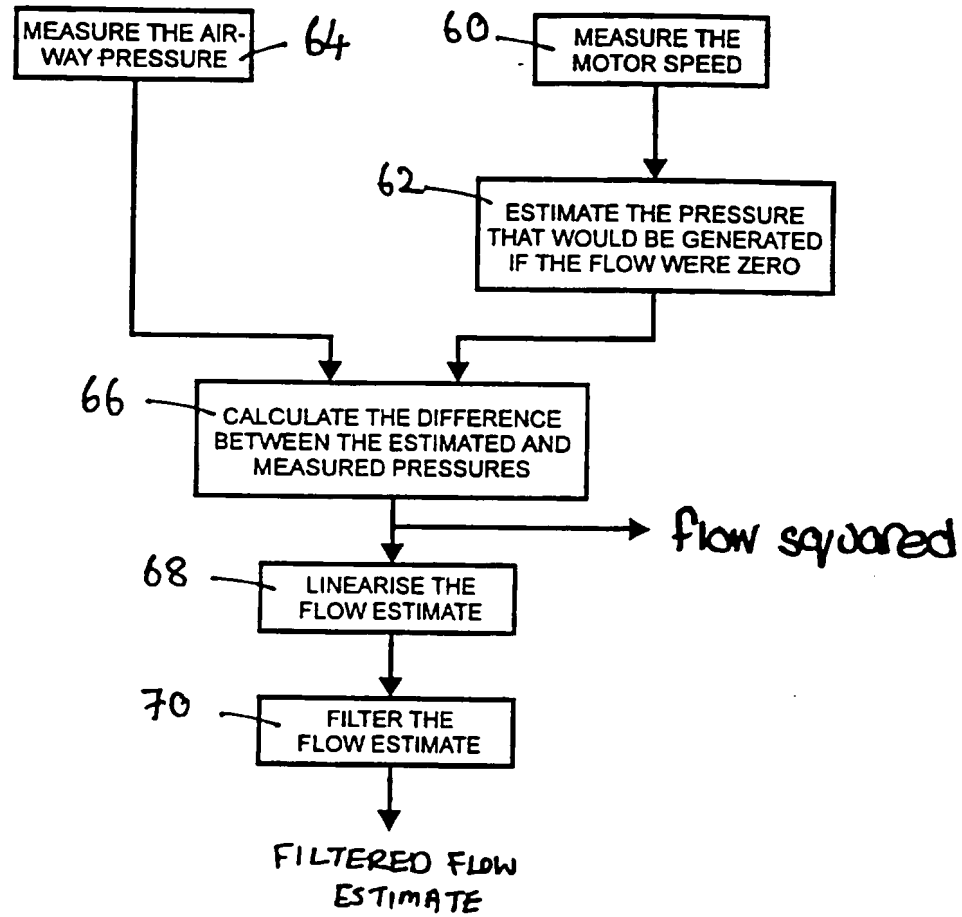 MEASURE THE AIR-
WAY PRESSURE
64
60
MEASURE THE
MOTOR SPEED
62
ESTIMATE THE PRESSURE
THAT WOULD BE GENERATED
IF THE FLOW WERE ZERO
66
CALCULATE THE DIFFERENCE
BETWEEN THE ESTIMATED AND
MEASURED PRESSURES
flow squared
68
LINEARISE THE
FLOW ESTIMATE
70
FILTER THE
FLOW ESTIMATE
FILTERED FLOW
ESTIMATE